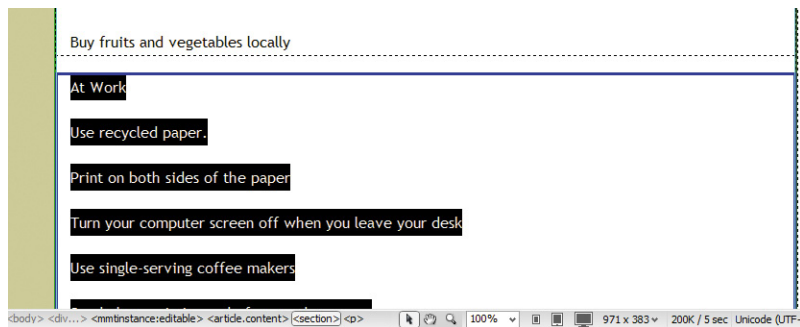 Buy fruits and vegetables locally
At Work
Use recycled paper.
Print on both sides of the paper
Turn your computer screen off when you leave your desk
Use single-serving coffee makers
<body> <div...> <mmtinstance:editable> <article.content> <section> <p> 100% 971 x 383 200K / 5 sec Unicode (UTF-